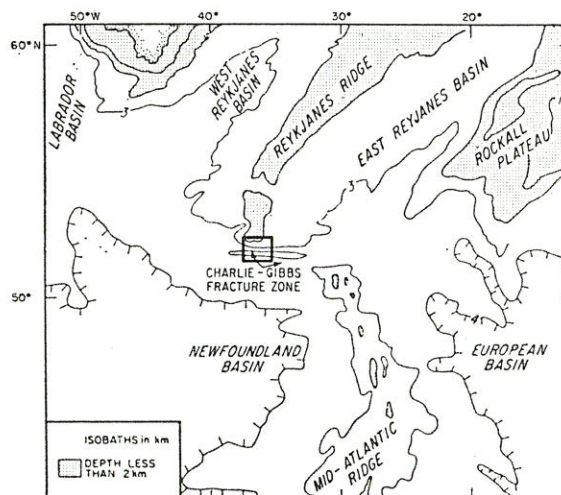 50°W
40°
30°
20°
60°N
50°
LABRADOR
BASIN
3
WEST
REYKJANES
BASIN
REYKJANES RIDGE
EAST REYJANES BASIN
3
ROCKALL
PLATEAU
CHARLIE-GIBBS
FRACTURE ZONE
4
NEWFOUNDLAND
BASIN
EUROPEAN
BASIN
MID-ATLANTIC
RIDGE
ISOBATHS in km
DEPTH LESS
THAN 2 km